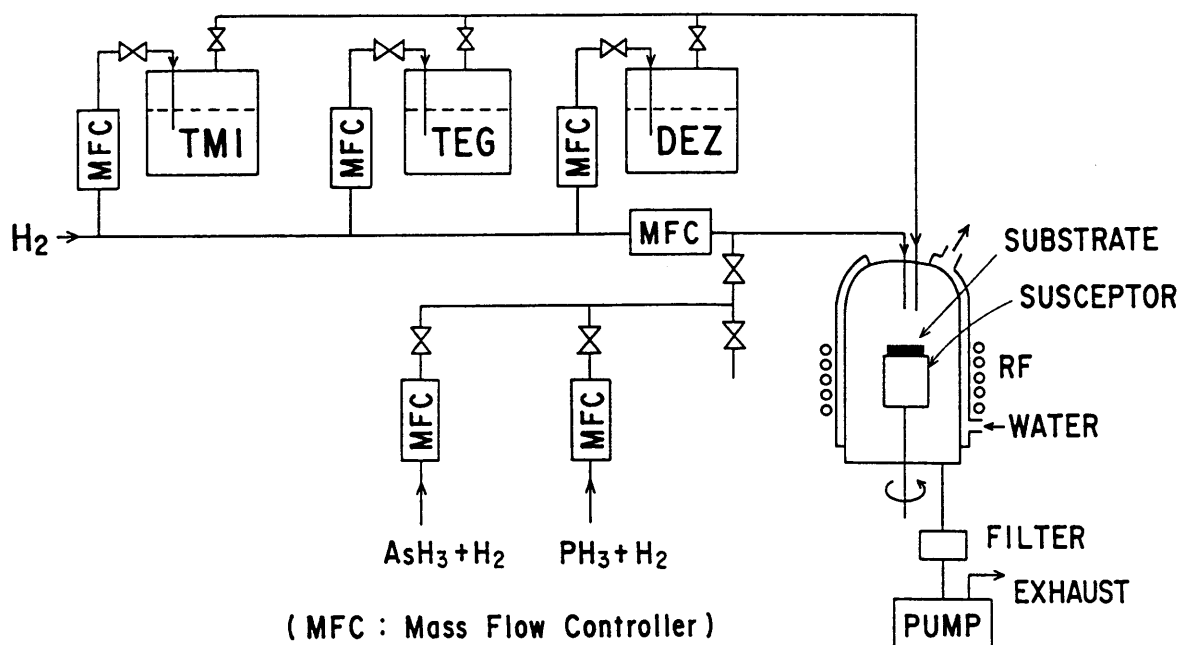 MFC
TMI
MFC
TEG
MFC
DEZ
H2
MFC
SUBSTRATE
SUSCEPTOR
RF
WATER
MFC
MFC
AsH3+H2
PH3+H2
FILTER
EXHAUST
PUMP
(MFC : Mass Flow Controller)